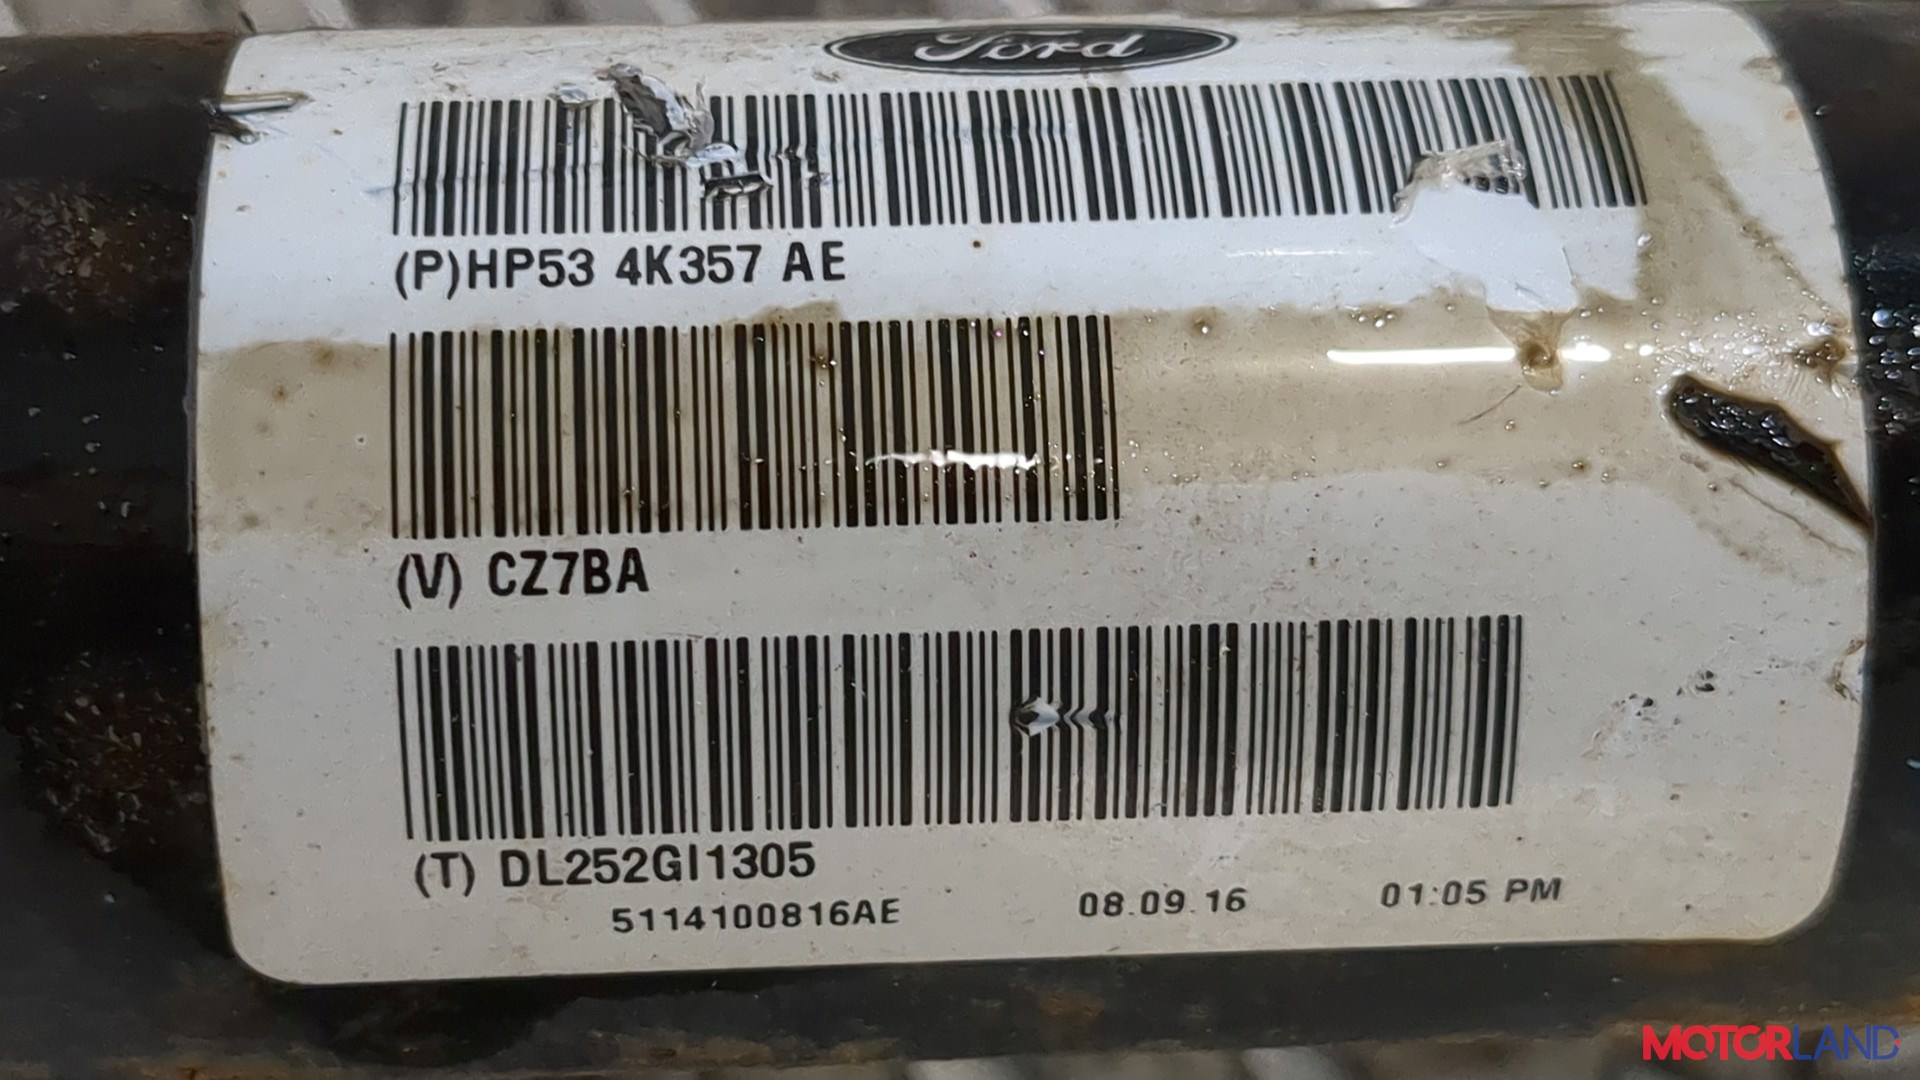 Ford
(P)HP53 4K357 AE
(V) CZ7BA
(T) DL252GI1305
5114100816AE 08.09.16 01:05 PM
MOTORLAND